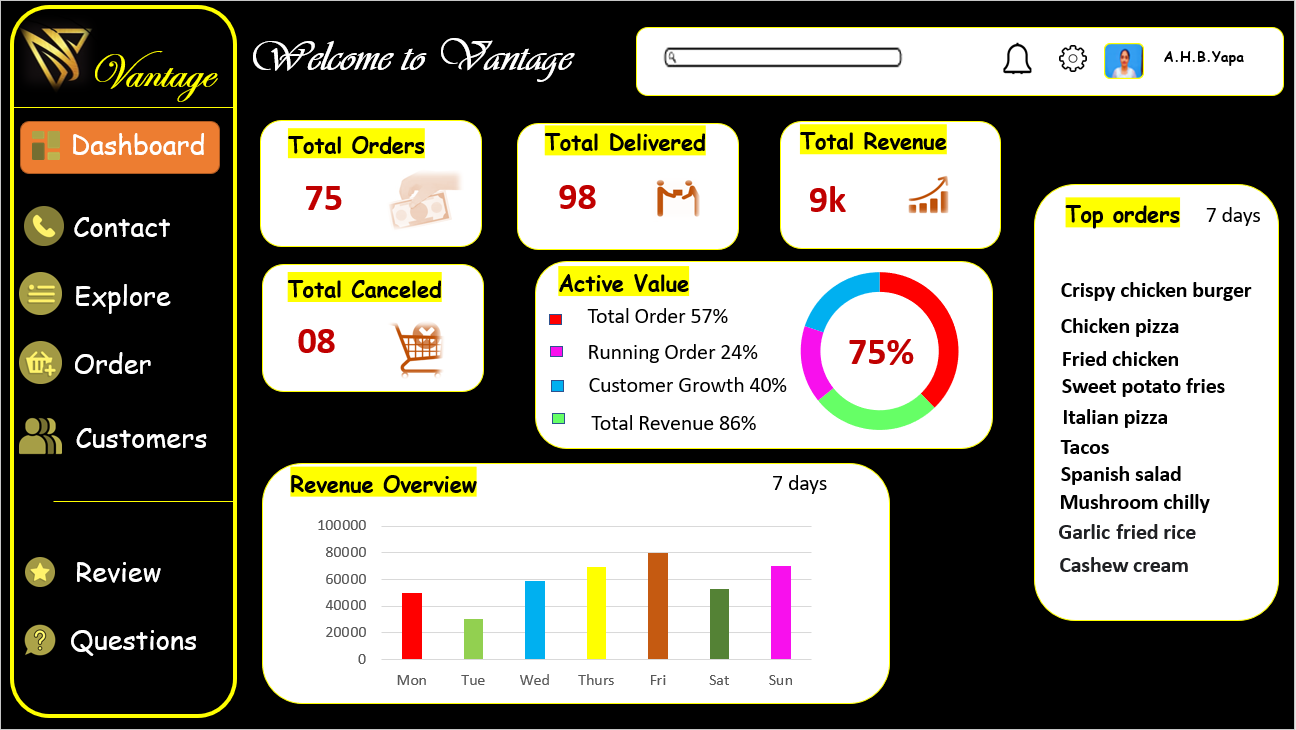 Vantage
Welcome to Vantage
A.H.B.Yapa
Dashboard
Contact
Explore
Order
Customers
Review
Questions
Total Orders
75
Total Delivered
98
Total Revenue
9k
Total Canceled
08
Active Value
Total Order 57%
Running Order 24%
Customer Growth 40%
Total Revenue 86%
75%
Top orders 7 days
Crispy chicken burger
Chicken pizza
Fried chicken
Sweet potato fries
Italian pizza
Tacos
Spanish salad
Mushroom chilly
Garlic fried rice
Cashew cream
Revenue Overview 7 days
100000
80000
60000
40000
20000
0
Mon Tue Wed Thurs Fri Sat Sun